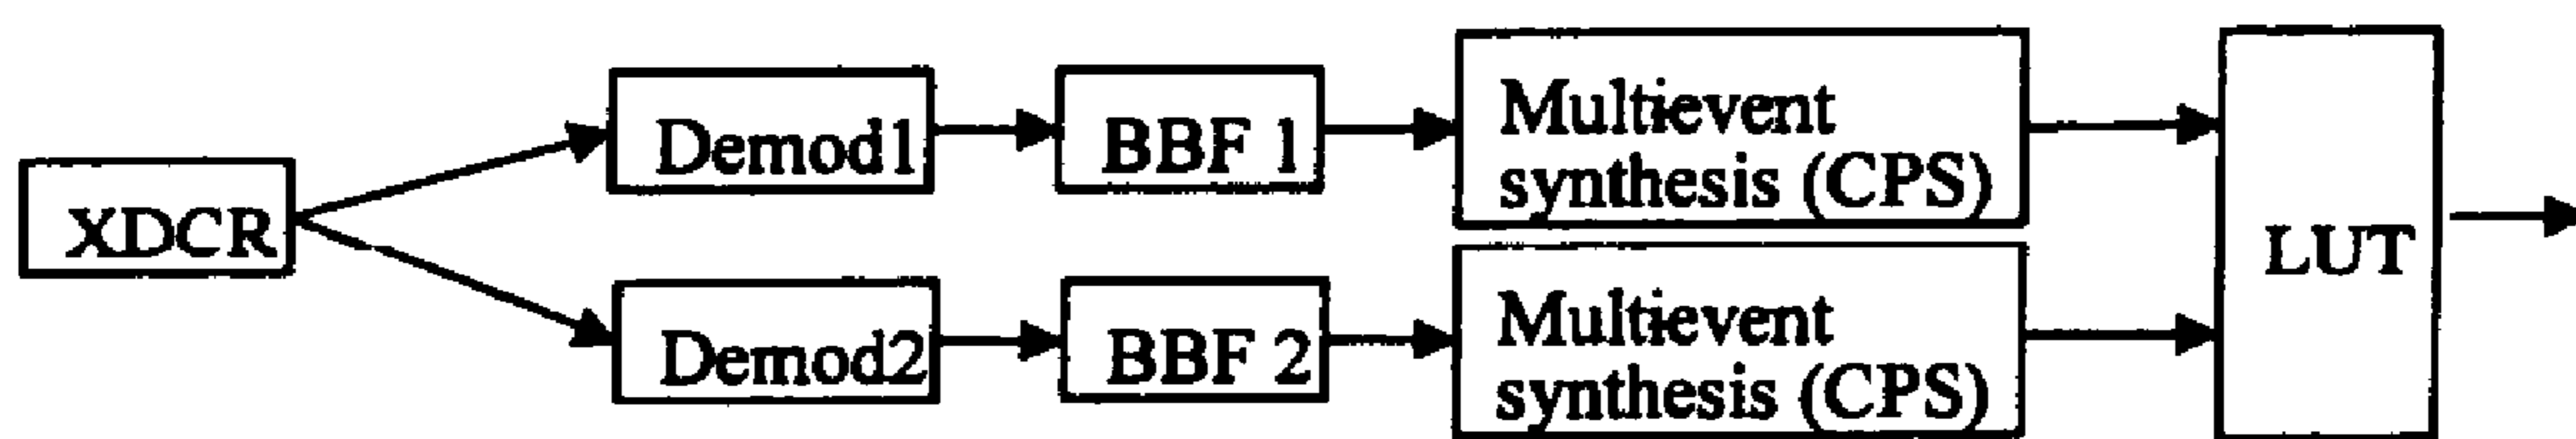 XDCR
Demod1
BBF 1
Multievent
synthesis (CPS)
Demod2
BBF 2
Multievent
synthesis (CPS)
LUT